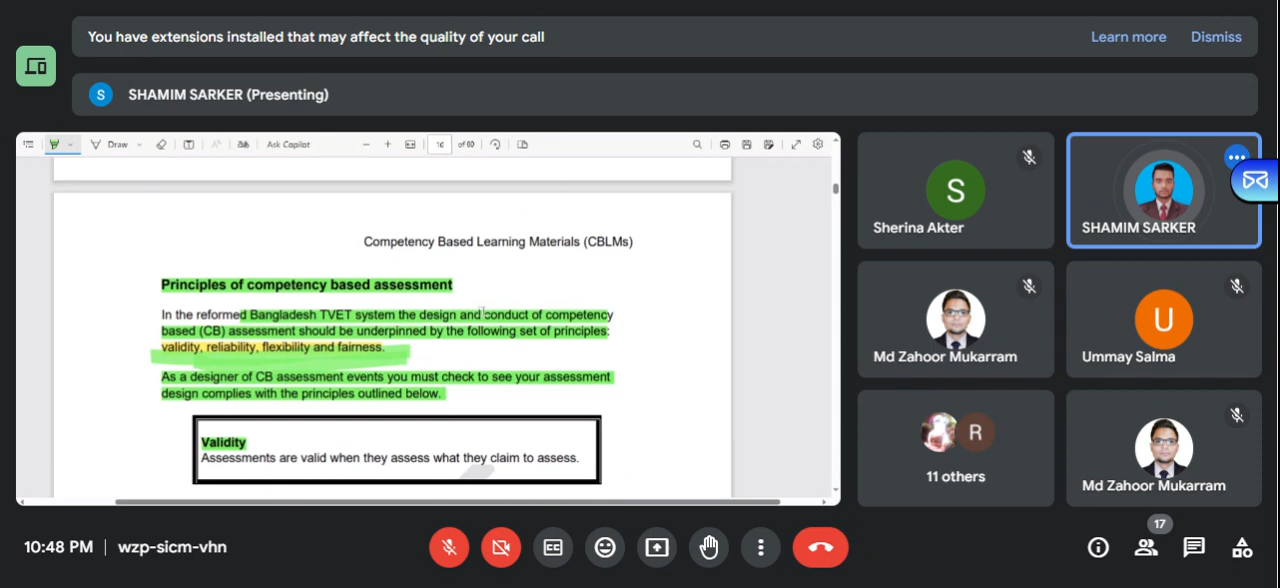 You have extensions installed that may affect the quality of your call
Learn more
Dismiss
S
SHAMIM SARKER (Presenting)
Draw
Ask Copilot
16
of 80
Competency Based Learning Materials (CBLMs)
Principles of competency based assessment
In the reformed Bangladesh TVET system the design and conduct of competency
based (CB) assessment should be underpinned by the following set of principles:
validity, reliability, flexibility and fairness.
As a designer of CB assessment events you must check to see your assessment
design complies with the principles outlined below.
Validity
Assessments are valid when they assess what they claim to assess.
S
Sherina Akter
SHAMIM SARKER
Md Zahoor Mukarram
U
Ummay Salma
R
11 others
Md Zahoor Mukarram
10:48 PM
wzp-sicm-vhn
17